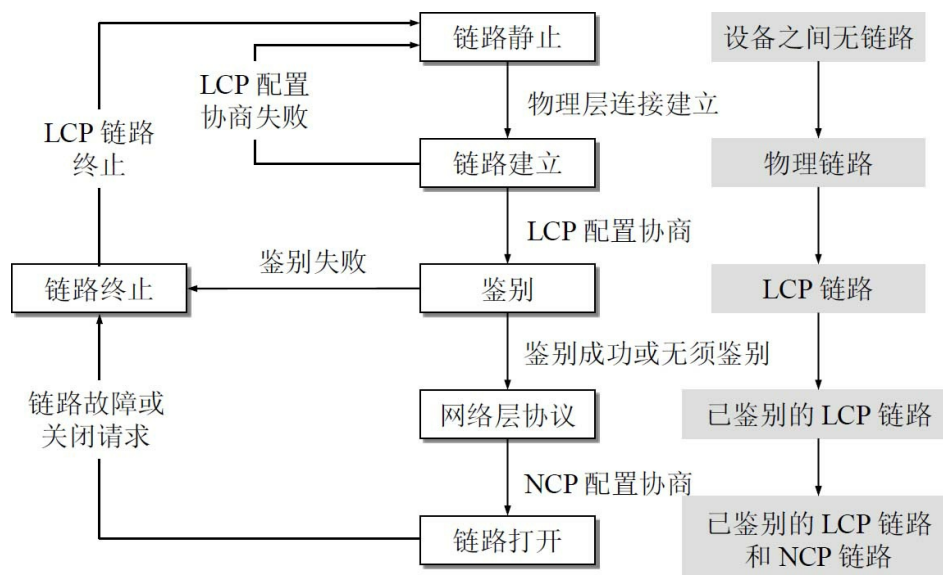 链路静止
设备之间无链路
LCP 配置
协商失败
物理层连接建立
LCP 链路
终止
链路建立
物理链路
LCP 配置协商
鉴别失败
链路终止
鉴别
LCP 链路
鉴别成功或无须鉴别
链路故障或
关闭请求
网络层协议
已鉴别的 LCP 链路
NCP 配置协商
链路打开
已鉴别的 LCP 链路
和 NCP 链路